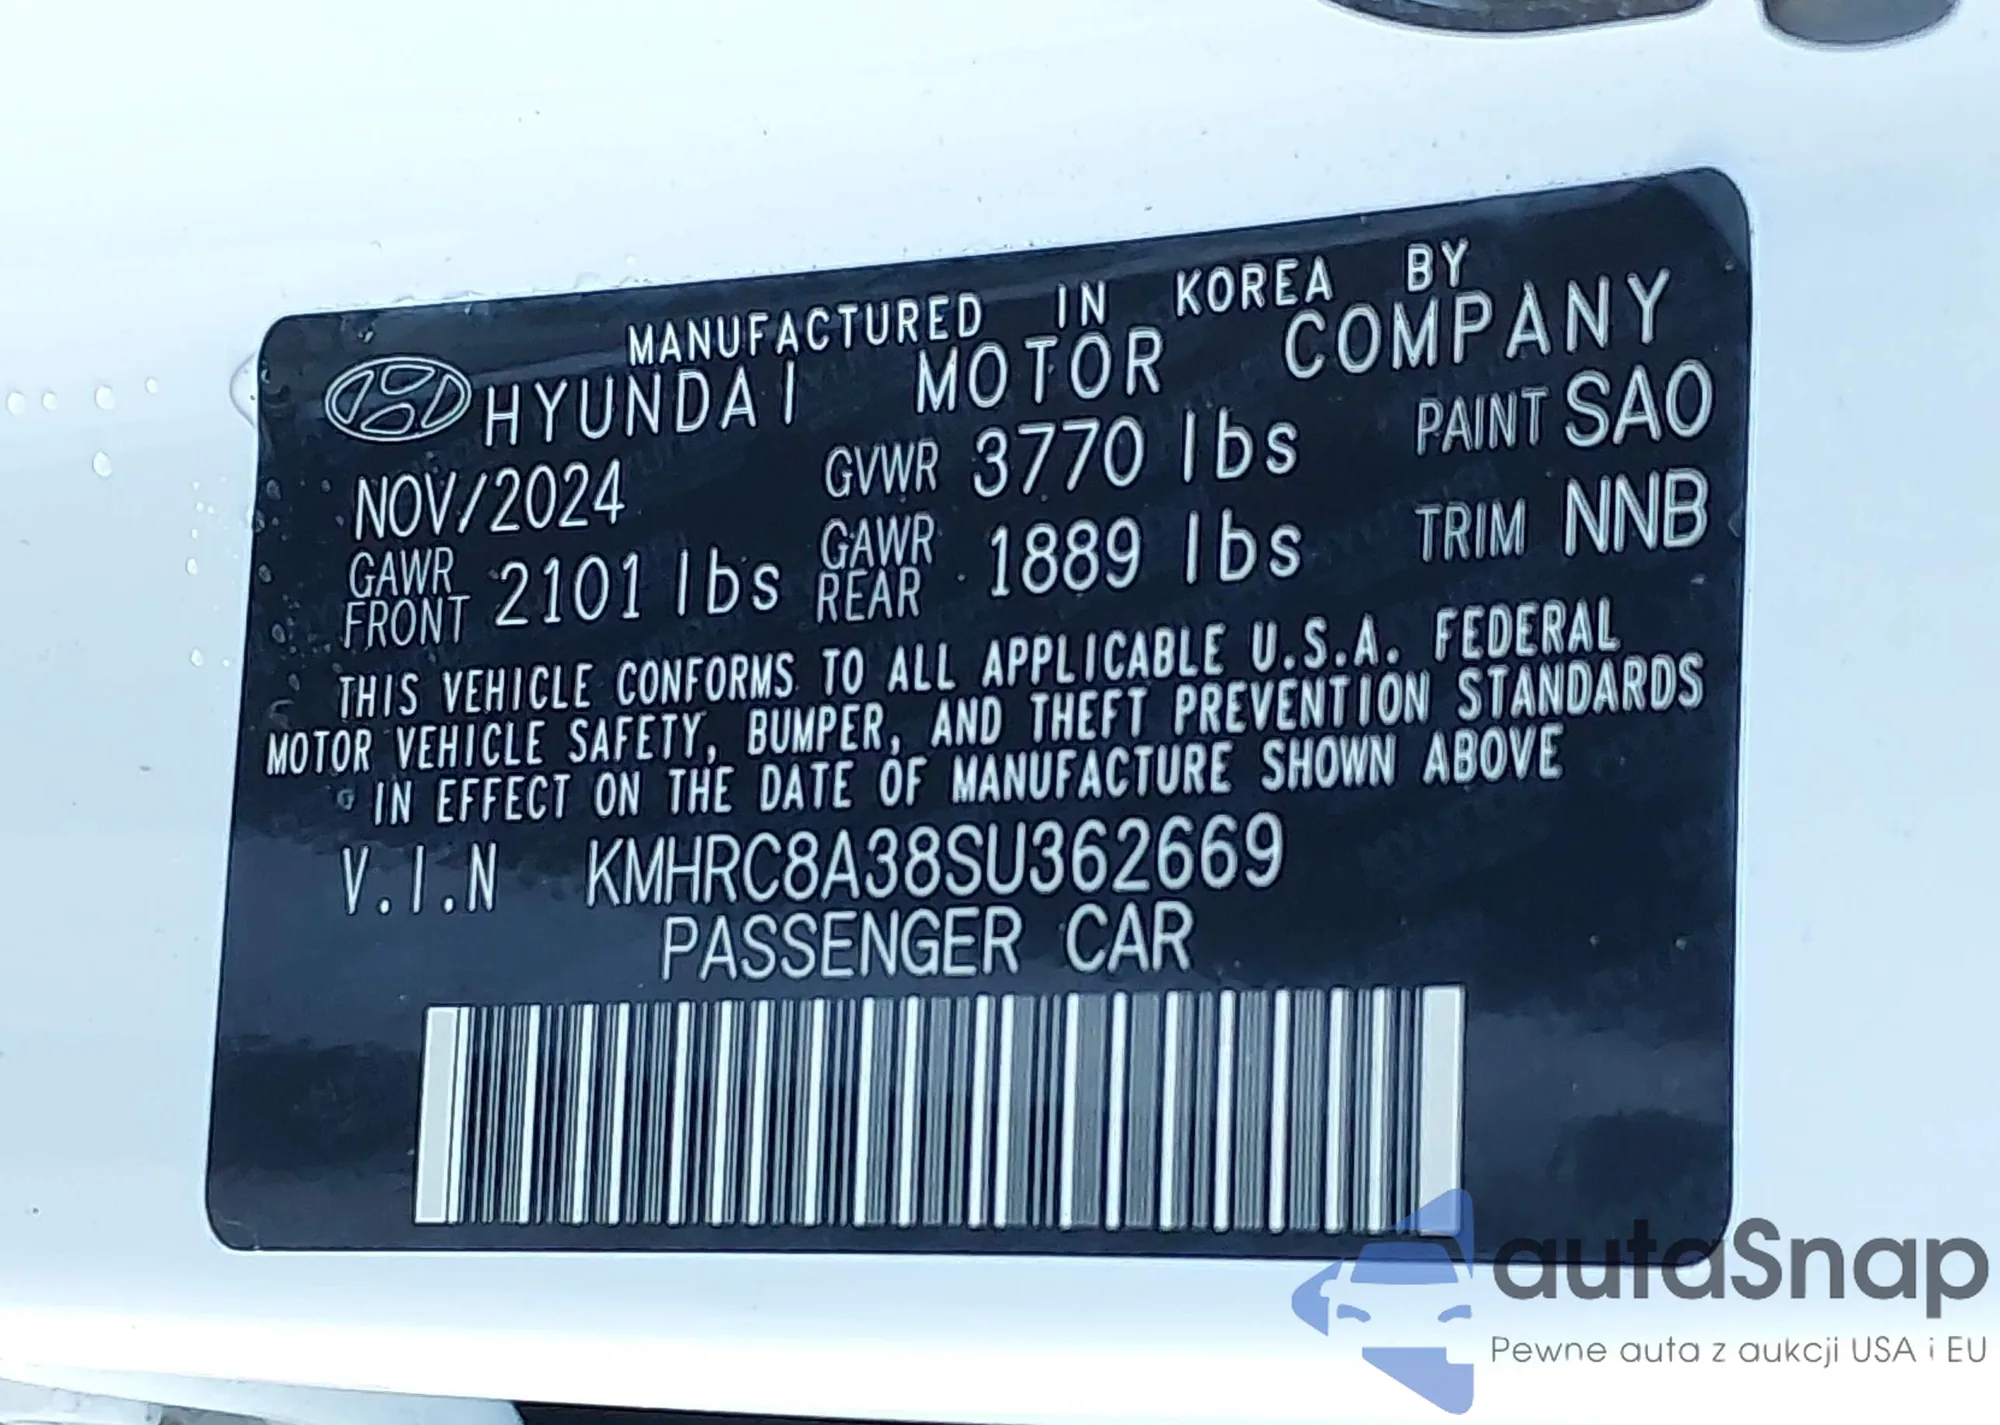 MANUFACTURED IN KOREA BY
HYUNDAI MOTOR COMPANY
NOV/2024 GVWR 3770 lbs PAINT SAO
GAWR FRONT 2101 lbs GAWR REAR 1889 lbs TRIM NNB
THIS VEHICLE CONFORMS TO ALL APPLICABLE U.S.A. FEDERAL
MOTOR VEHICLE SAFETY, BUMPER, AND THEFT PREVENTION STANDARDS
IN EFFECT ON THE DATE OF MANUFACTURE SHOWN ABOVE
V.I.N KMHRC8A38SU362669
PASSENGER CAR
autaSnap
Pewne auta z aukcji USA i EU